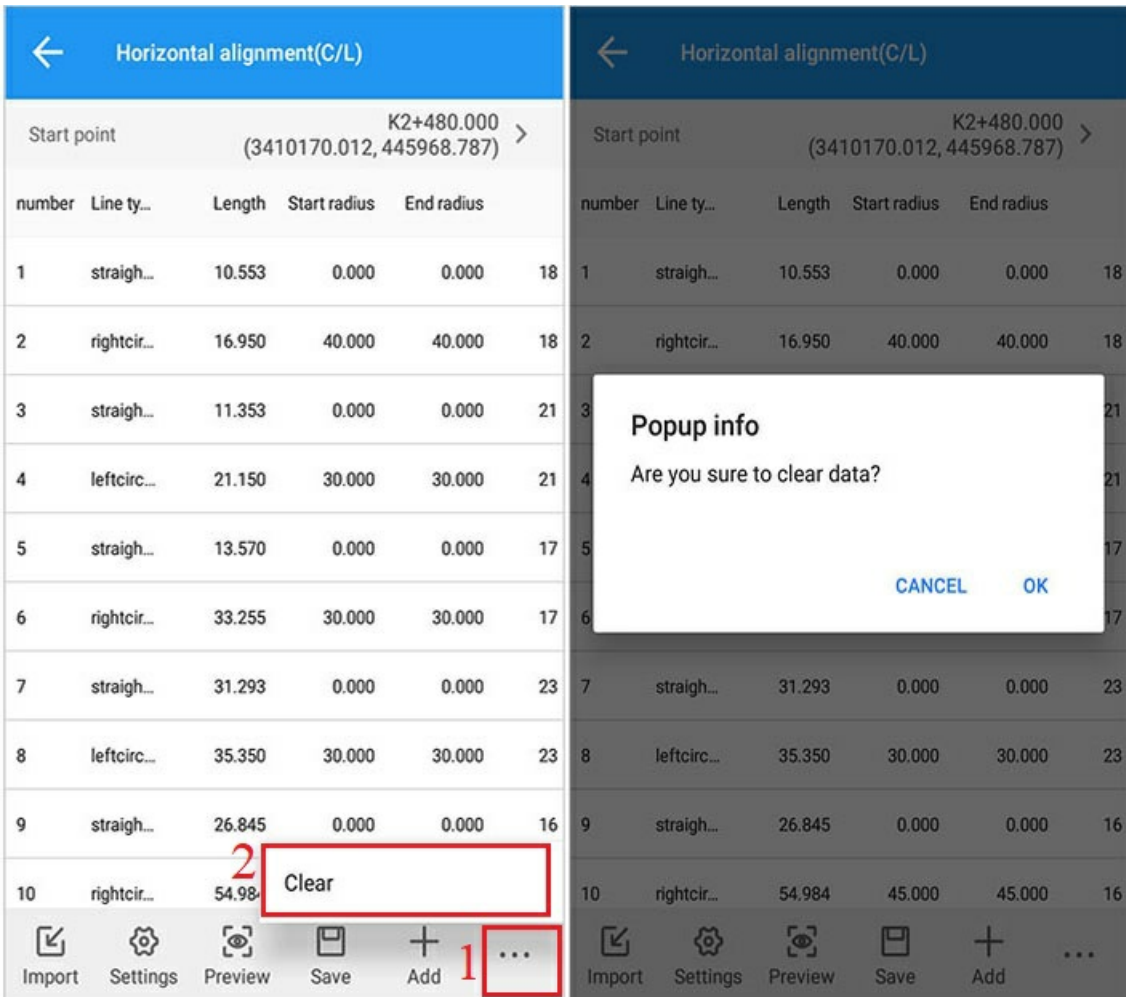 Horizontal alignment(C/L)
Start point K2+480.000
(3410170.012, 445968.787)
number Line ty... Length Start radius End radius
1 straigh... 10.553 0.000 0.000 18
2 rightcir... 16.950 40.000 40.000 18
3 straigh... 11.353 0.000 0.000 21
4 leftcirc... 21.150 30.000 30.000 21
5 straigh... 13.570 0.000 0.000 17
6 rightcir... 33.255 30.000 30.000 17
7 straigh... 31.293 0.000 0.000 23
8 leftcirc... 35.350 30.000 30.000 23
9 straigh... 26.845 0.000 0.000 16
2
10 rightcir... 54.98 Clear
1
Import Settings Preview Save Add ...
Horizontal alignment(C/L)
Start point K2+480.000
(3410170.012, 445968.787)
number Line ty... Length Start radius End radius
1 straigh... 10.553 0.000 0.000 18
2 rightcir... 16.950 40.000 40.000 18
3 21
Popup info
4 Are you sure to clear data? 21
5 17
CANCEL OK
6 17
7 straigh... 31.293 0.000 0.000 23
8 leftcirc... 35.350 30.000 30.000 23
9 straigh... 26.845 0.000 0.000 16
10 rightcir... 54.984 45.000 45.000 16
Import Settings Preview Save Add ...